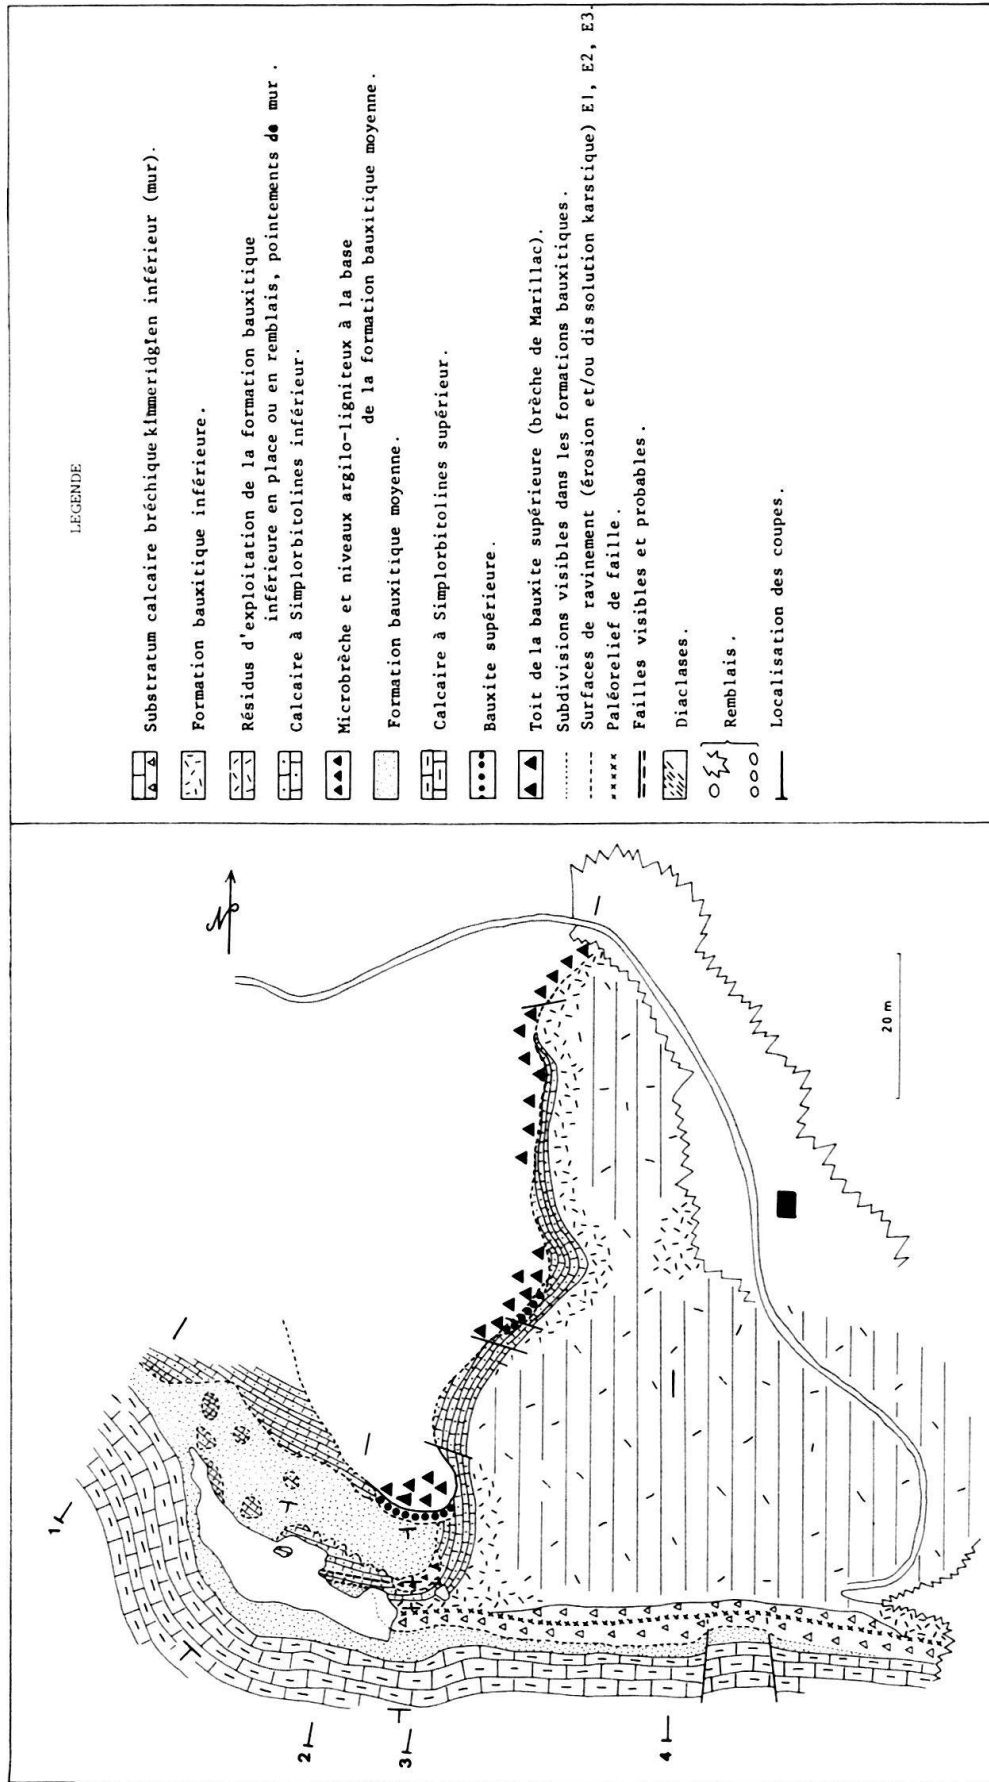 LEGENDE
Substratum calcaire bréchique kimmeridgien inférieur (mur).
Formation bauxitique inférieure.
Résidus d'exploitation de la formation bauxitique
inférieure en place ou en remblais, pointements de mur.
Calcaire à Simplorbitolines inférieur.
Microbrèche et niveaux argilo-ligniteux à la base
de la formation bauxitique moyenne.
Formation bauxitique moyenne.
Calcaire à Simplorbitolines supérieur.
Bauxite supérieure.
Toit de la bauxite supérieure (brèche de Marillac).
Subdivisions visibles dans les formations bauxitiques.
Surfaces de ravinement (érosion et/ou dissolution karstique) E1, E2, E3.
Paléorelief de faille.
Failles visibles et probables.
Diaclases.
Remblais.
Localisation des coupes.
N
20 m
1
2
3
4